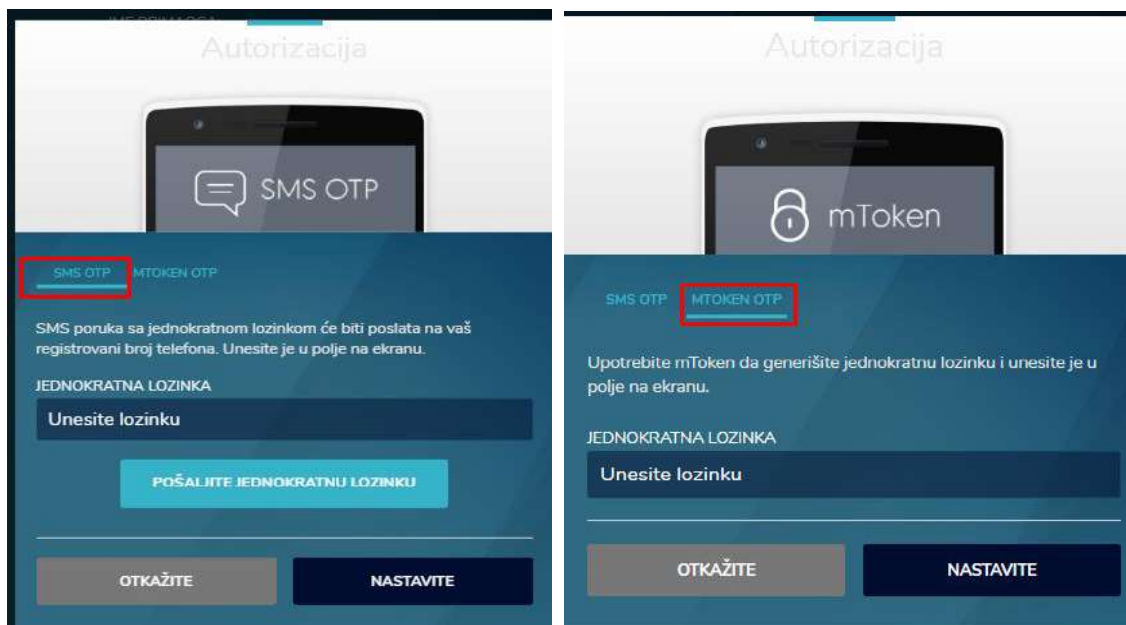 IME PRIMAOCA
Autorizacija
SMS OTP
SMS OTP MTOKEN OTP
SMS poruka sa jednokratnom lozinkom će biti poslata na vaš
registrovani broj telefona. Unesite je u polje na ekranu.
JEDNOKRATNA LOZINKA
Unesite lozinku
POŠALJITE JEDNOKRATNU LOZINKU
OTKAŽITE NASTAVITE
Autorizacija
mToken
SMS OTP MTOKEN OTP
Upotrebite mToken da generišite jednokratnu lozinku i unesite je u
polje na ekranu.
JEDNOKRATNA LOZINKA
Unesite lozinku
OTKAŽITE NASTAVITE